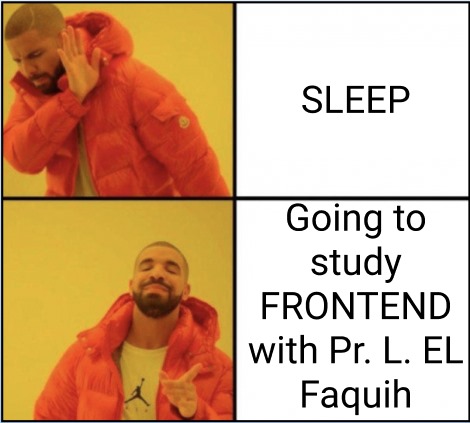 SLEEP
Going to
study
FRONTEND
with Pr. L. EL
Faquih